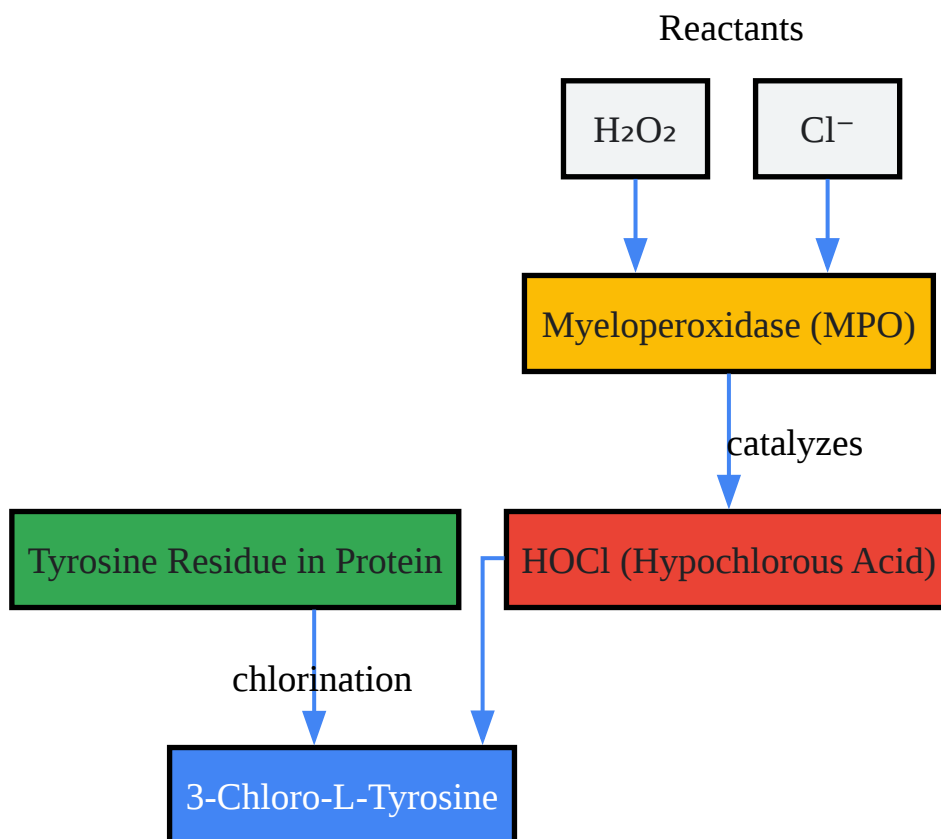 Reactants
H₂O₂
Cl⁻
Myeloperoxidase (MPO)
catalyzes
Tyrosine Residue in Protein
HOCl (Hypochlorous Acid)
chlorination
3-Chloro-L-Tyrosine